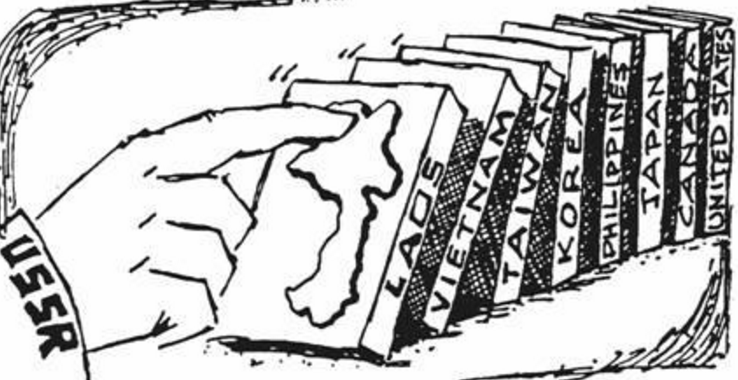 USSR
LAOS
VIETNAM
TAIWAN
KOREA
PHILIPPINES
JAPAN
CANADA
UNITED STATES